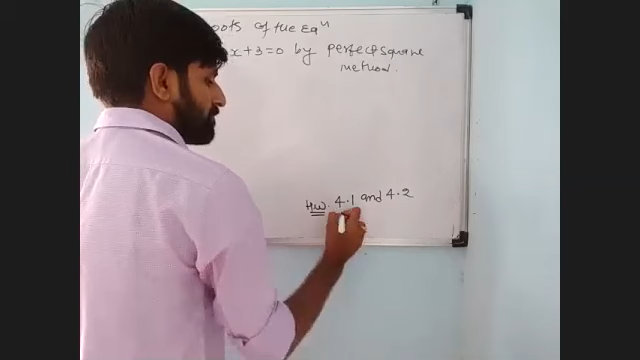 oots of the Eqⁿ
x+3=0 by perfect square
method.
HW. 4.1 and 4.2